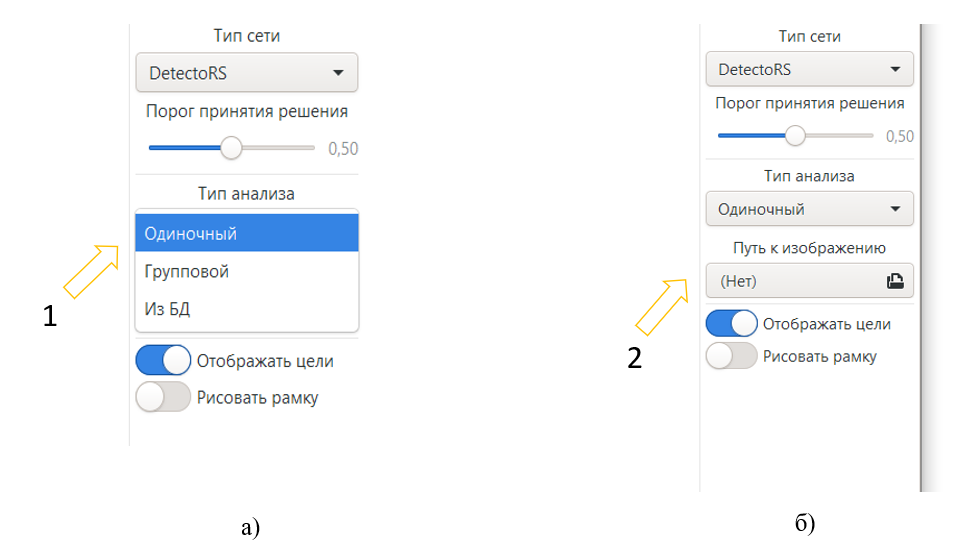 Тип сети
DetectoRS
Порог принятия решения
0,50
Тип анализа
Одиночный
Групповой
Из БД
Отображать цели
Рисовать рамку
1
а)
Тип сети
DetectoRS
Порог принятия решения
0,50
Тип анализа
Одиночный
Путь к изображению
(Нет)
Отображать цели
Рисовать рамку
2
б)